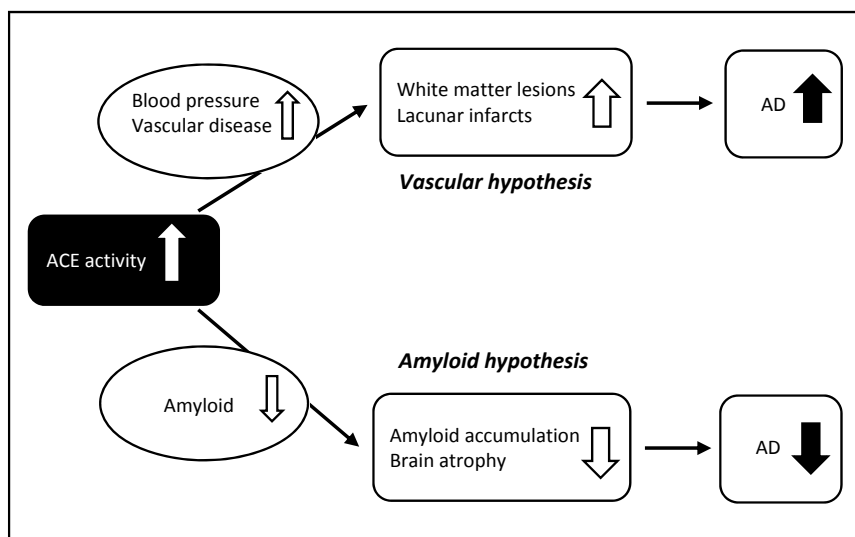 Blood pressure
Vascular disease
White matter lesions
Lacunar infarcts
AD
Vascular hypothesis
ACE activity
Amyloid hypothesis
Amyloid
Amyloid accumulation
Brain atrophy
AD